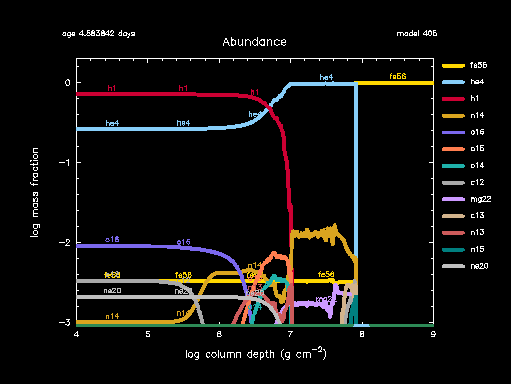 age 4.583842 days
model 406
Abundance
fe56
he4
h1
n14
o16
o15
o14
c12
mg22
c13
n13
n15
ne20
h1 h1 h1
he4 he4 he4
he4
fe56
o16 o16
fe56 fe56 fe56
ne20 ne20
n14 n14 n14
mg22
0
−1
−2
−3
4 5 6 7 8 9
log mass fraction
log column depth (g cm−2)